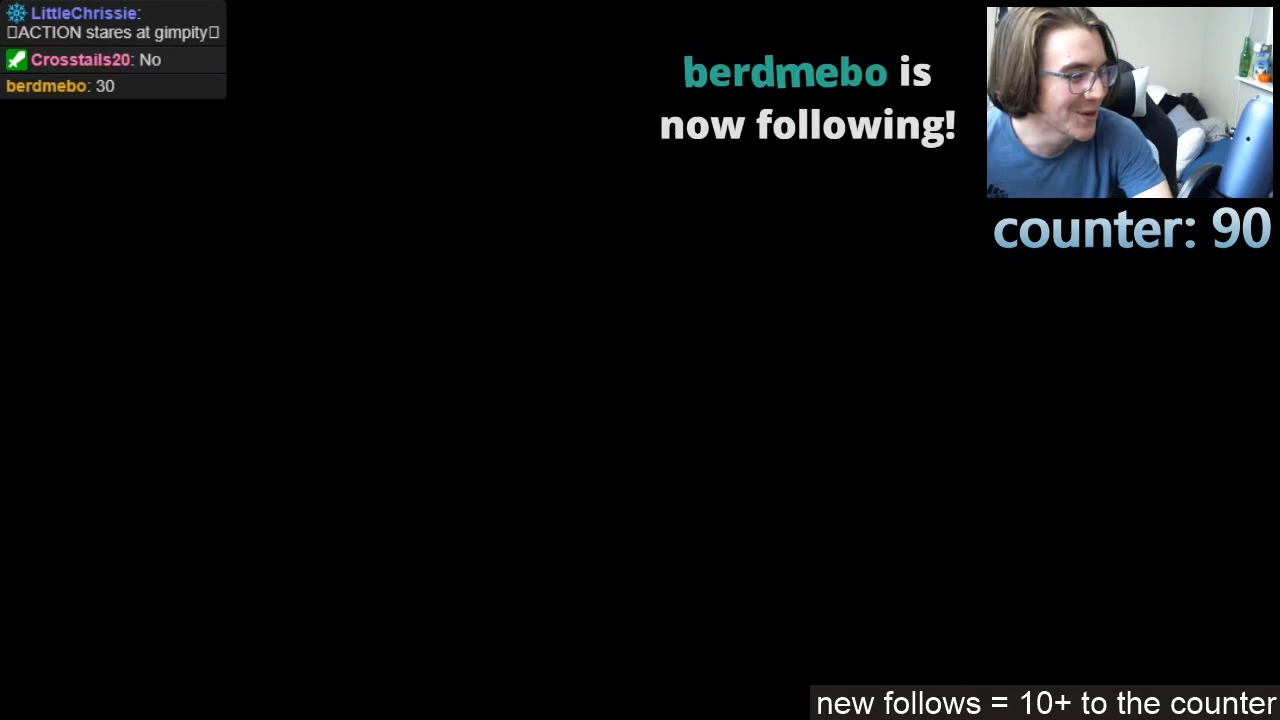 LittleChrissie:
ACTION stares at gimpity
Crosstails20: No
berdmebo: 30
berdmebo is
now following!
counter: 90
new follows = 10+ to the counter